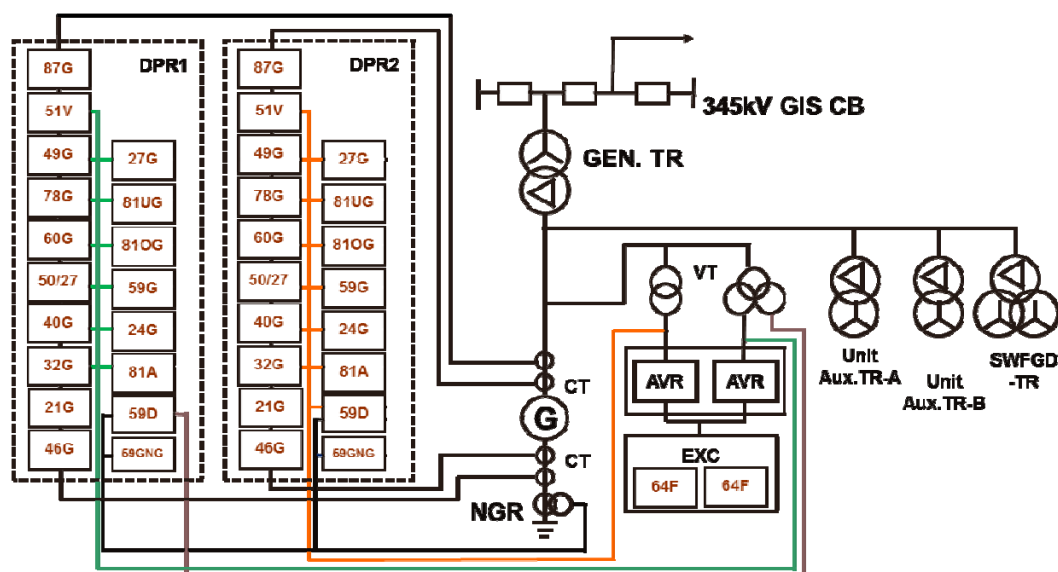 DPR1
87G
51V
49G
78G
60G
50/27
40G
32G
21G
46G
27G
81UG
81OG
59G
24G
81A
59D
59GNG
DPR2
87G
51V
49G
78G
60G
50/27
40G
32G
21G
46G
27G
81UG
81OG
59G
24G
81A
59D
59GNG
345kV GIS CB
GEN. TR
VT
CT
G
CT
NGR
AVR
AVR
EXC
64F
64F
Unit
Aux.TR-A
Unit
Aux.TR-B
SWFGD
-TR